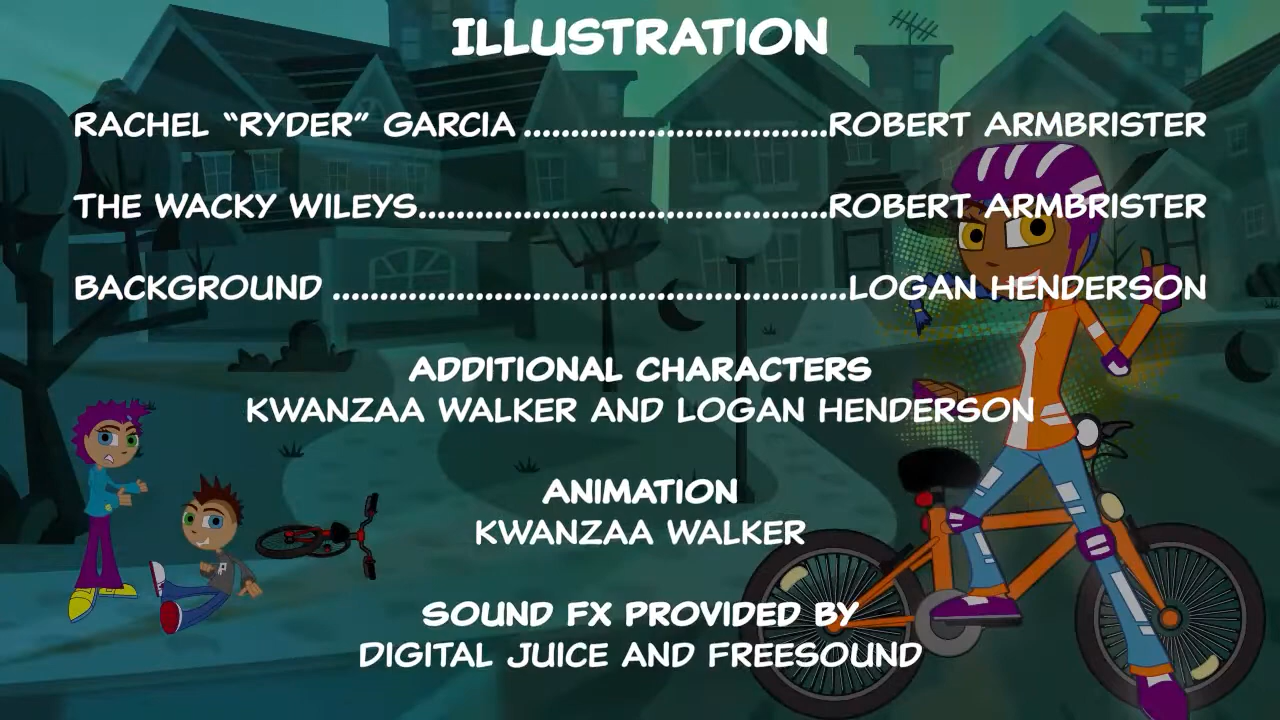 ILLUSTRATION
RACHEL “RYDER” GARCIA ................................ROBERT ARMBRISTER
THE WACKY WILEYS...........................................ROBERT ARMBRISTER
BACKGROUND ......................................................LOGAN HENDERSON
ADDITIONAL CHARACTERS
KWANZAA WALKER AND LOGAN HENDERSON
ANIMATION
KWANZAA WALKER
SOUND FX PROVIDED BY
DIGITAL JUICE AND FREESOUND